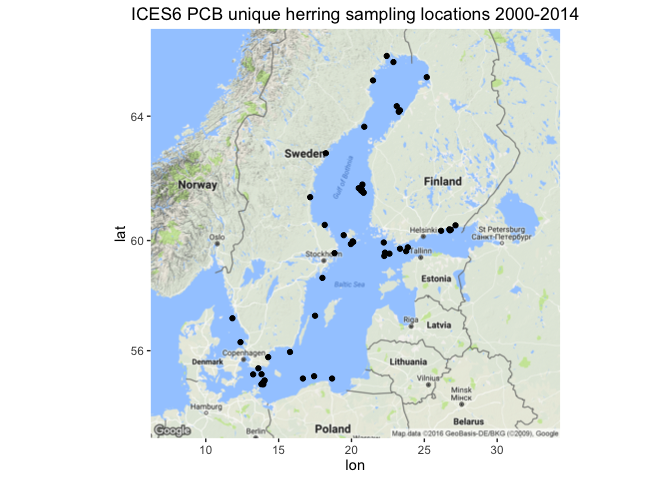 ICES6 PCB unique herring sampling locations 2000-2014
lat
64
60
56
Sweden
Norway
Finland
Gulf of Bothnia
Oslo
Helsinki
St Petersburg
Санкт-Петербург
Stockholm
Tallinn
Baltic Sea
Estonia
Riga
Latvia
Denmark
Copenhagen
Lithuania
Vilnius
Minsk
Мінск
Hamburg
Belarus
Berlin
Poland
Warsaw
Google
Map data ©2016 GeoBasis-DE/BKG (©2009), Google
10
15
20
25
30
lon